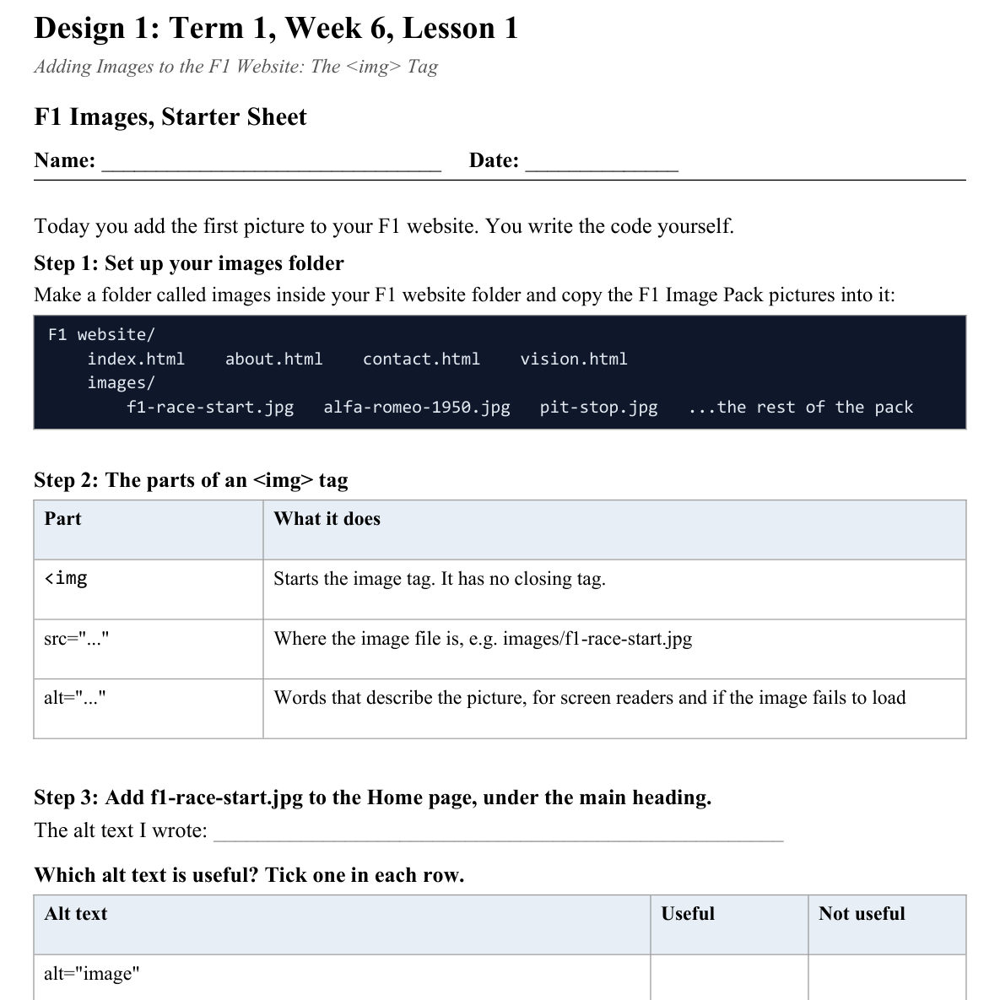 Design 1: Term 1, Week 6, Lesson 1
Adding Images to the F1 Website: The <img> Tag
F1 Images, Starter Sheet
Name: _______________________________ Date: ______________
Today you add the first picture to your F1 website. You write the code yourself.
Step 1: Set up your images folder
Make a folder called images inside your F1 website folder and copy the F1 Image Pack pictures into it:
F1 website/
    index.html    about.html    contact.html    vision.html
    images/
        f1-race-start.jpg   alfa-romeo-1950.jpg   pit-stop.jpg   ...the rest of the pack
Step 2: The parts of an <img> tag
Part What it does
<img Starts the image tag. It has no closing tag.
src="..." Where the image file is, e.g. images/f1-race-start.jpg
alt="..." Words that describe the picture, for screen readers and if the image fails to load
Step 3: Add f1-race-start.jpg to the Home page, under the main heading.
The alt text I wrote: ____________________________________________________
Which alt text is useful? Tick one in each row.
Alt text Useful Not useful
alt="image"